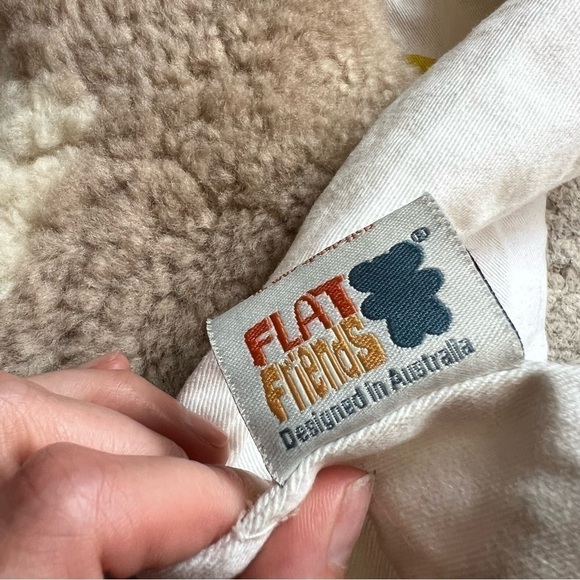 FLAT
Friends
®
Designed in Australia